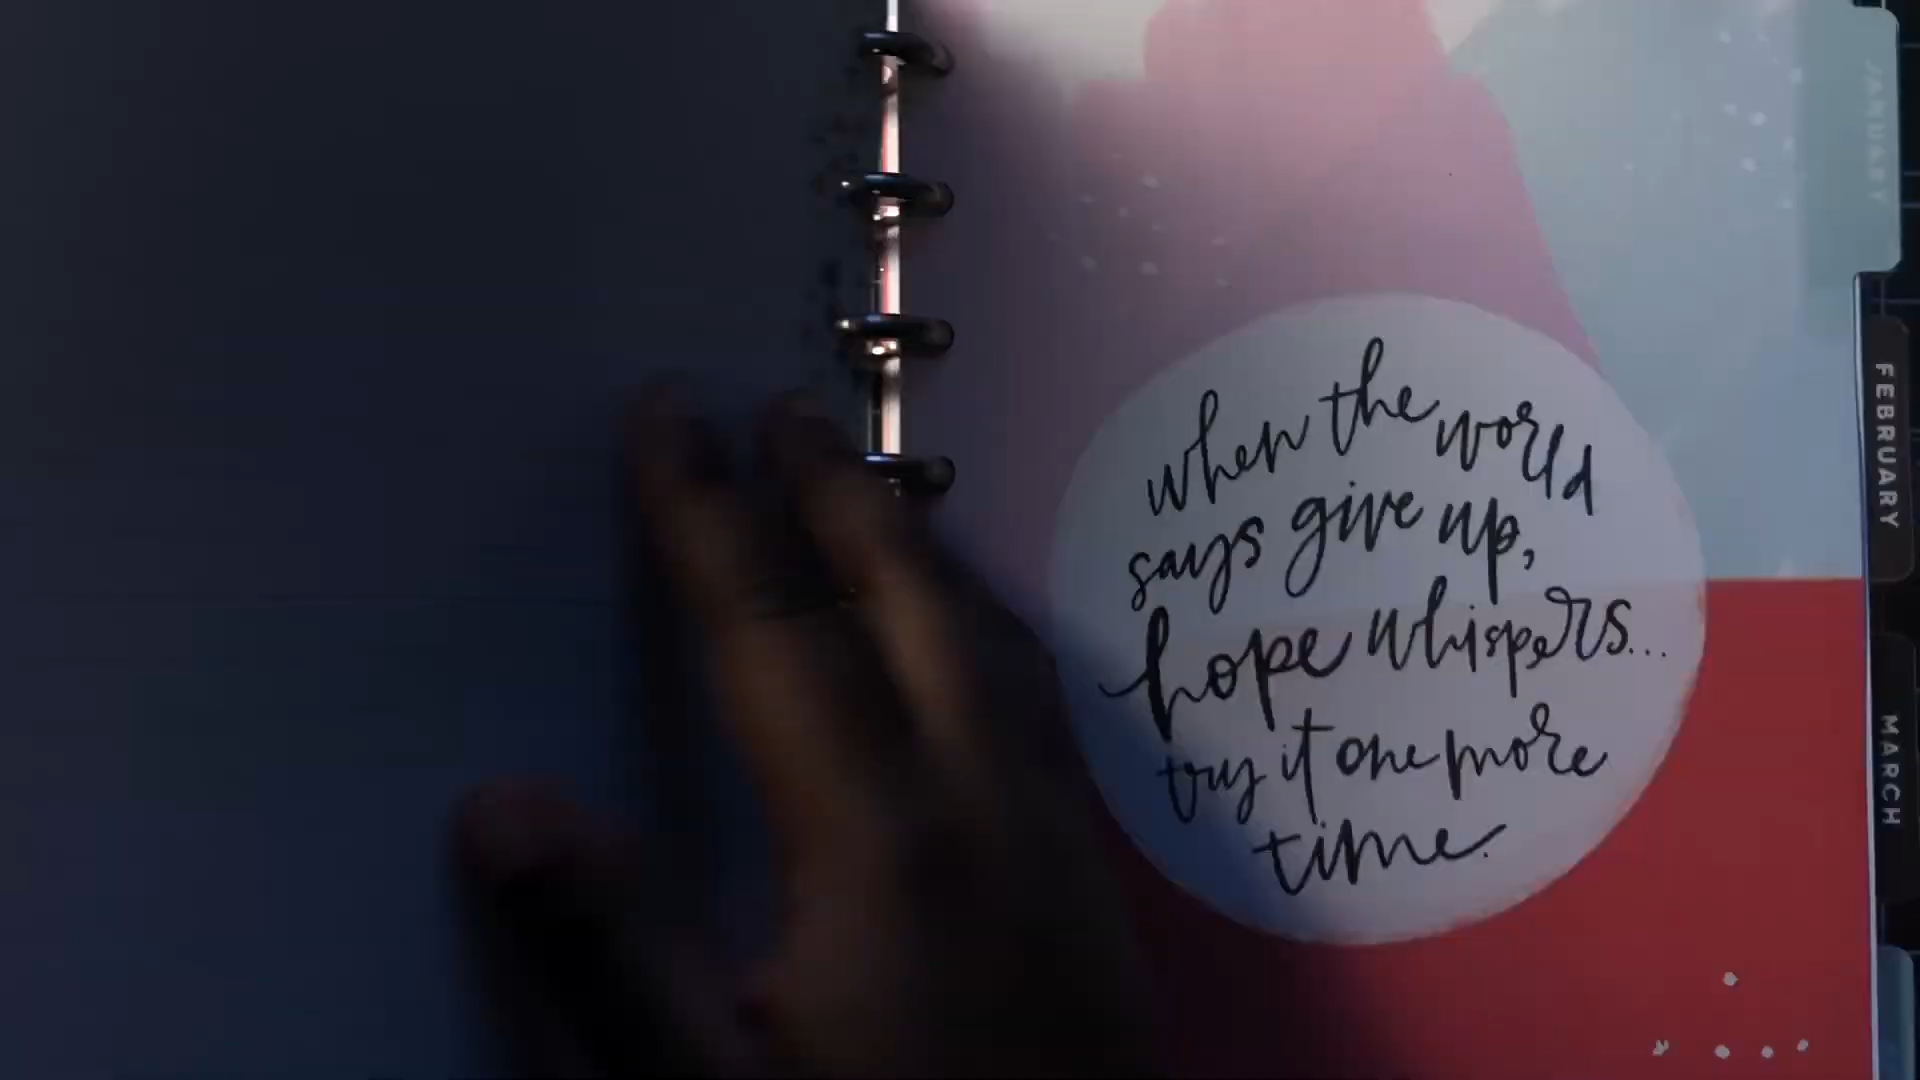 when the world
says give up,
hope whispers...
try it one more
time.
JANUARY
FEBRUARY
MARCH